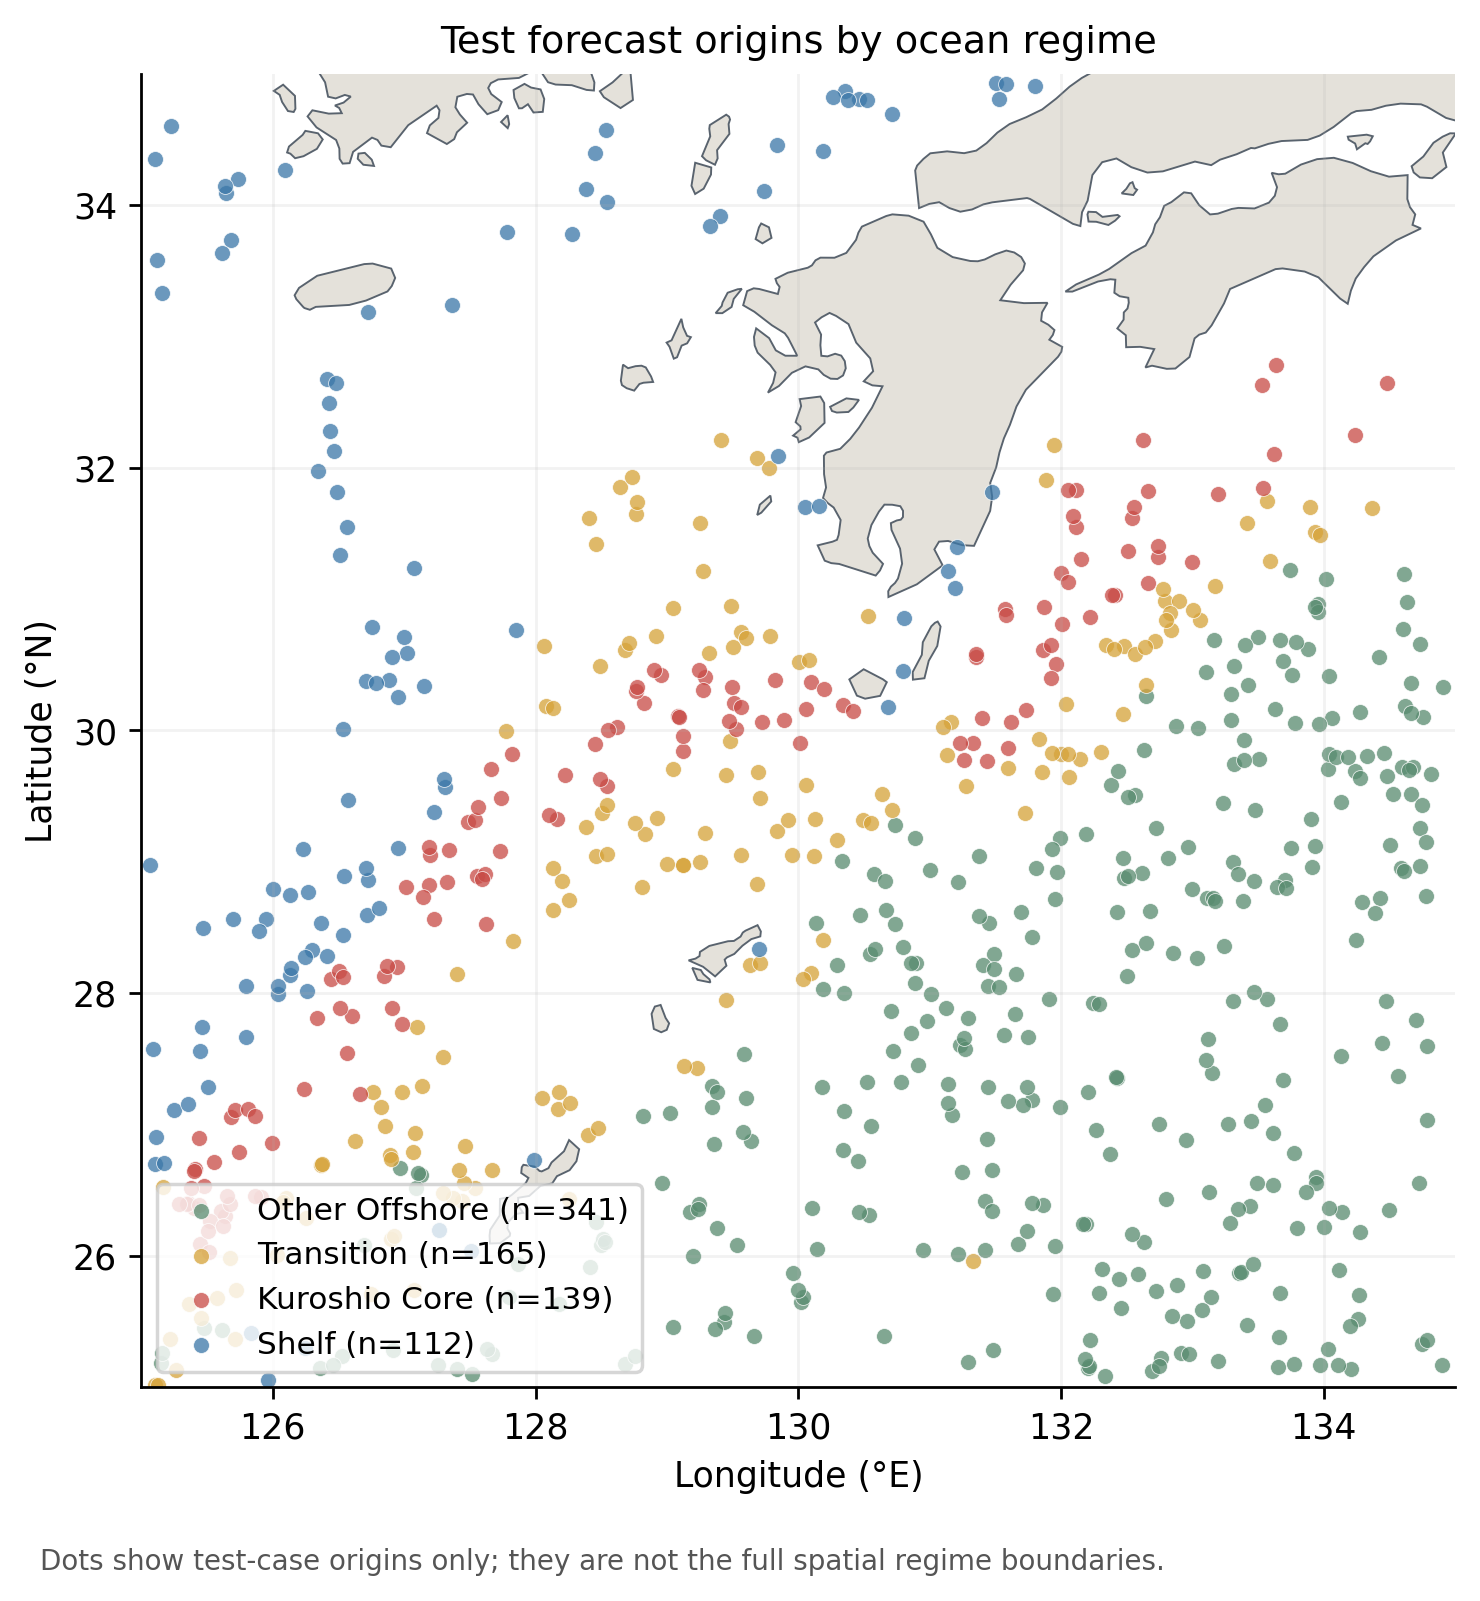 Test forecast origins by ocean regime
34
32
30
28
26
Latitude (°N)
Other Offshore (n=341)
Transition (n=165)
Kuroshio Core (n=139)
Shelf (n=112)
126
128
130
132
134
Longitude (°E)
Dots show test-case origins only; they are not the full spatial regime boundaries.